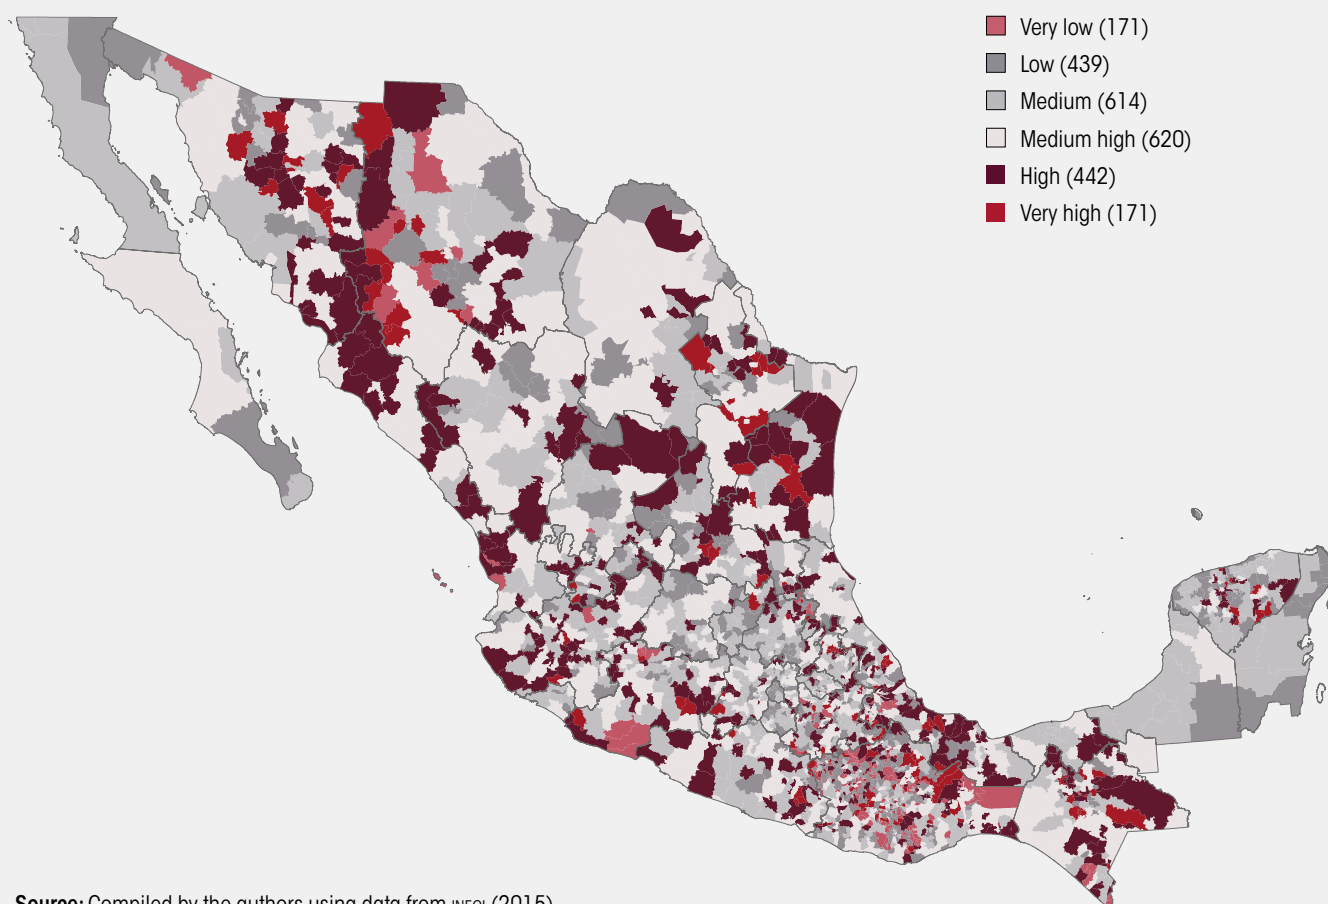 Very low (171)
Low (439)
Medium (614)
Medium high (620)
High (442)
Very high (171)
Source: Compiled by the authors using data from INEGI (2015).